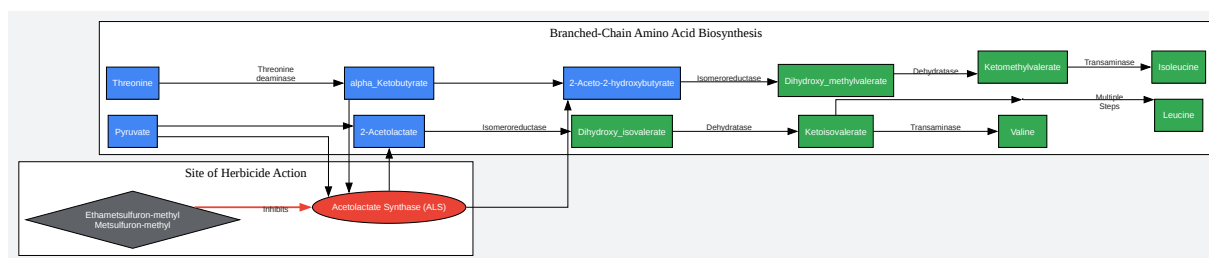 Branched-Chain Amino Acid Biosynthesis
Threonine
Threonine
deaminase
alpha_Ketobutyrate
2-Aceto-2-hydroxybutyrate
Isomeroreductase
Dihydroxy_methylvalerate
Dehydratase
Ketomethylvalerate
Transaminase
Isoleucine
Pyruvate
2-Acetolactate
Isomeroreductase
Dihydroxy_isovalerate
Dehydratase
Ketoisovalerate
Transaminase
Valine
Multiple
Steps
Leucine
Site of Herbicide Action
Ethametsulfuron-methyl
Metsulfuron-methyl
Inhibits
Acetolactate Synthase (ALS)